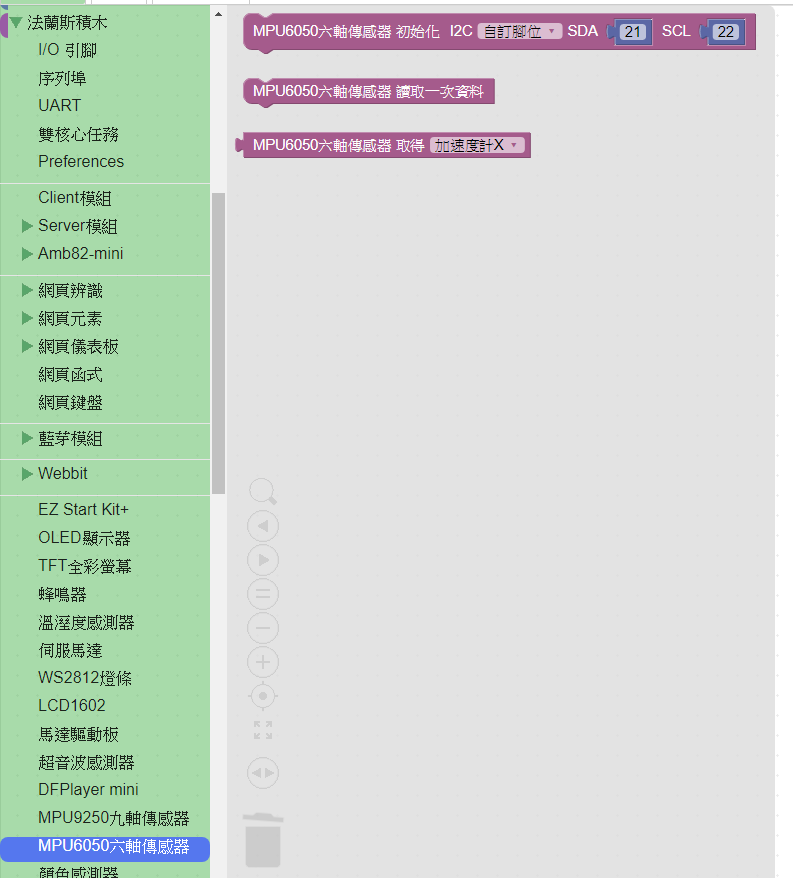 法蘭斯積木
I/O 引腳
序列埠
UART
雙核心任務
Preferences
Client模組
Server模組
Amb82-mini
網頁辨識
網頁元素
網頁儀表板
網頁函式
網頁鍵盤
藍芽模組
Webbit
EZ Start Kit+
OLED顯示器
TFT全彩螢幕
蜂鳴器
溫溼度感測器
伺服馬達
WS2812燈條
LCD1602
馬達驅動板
超音波感測器
DFPlayer mini
MPU9250九軸傳感器
MPU6050六軸傳感器
顏色感測器
MPU6050六軸傳感器 初始化 I2C 自訂腳位 SDA 21 SCL 22
MPU6050六軸傳感器 讀取一次資料
MPU6050六軸傳感器 取得 加速度計X